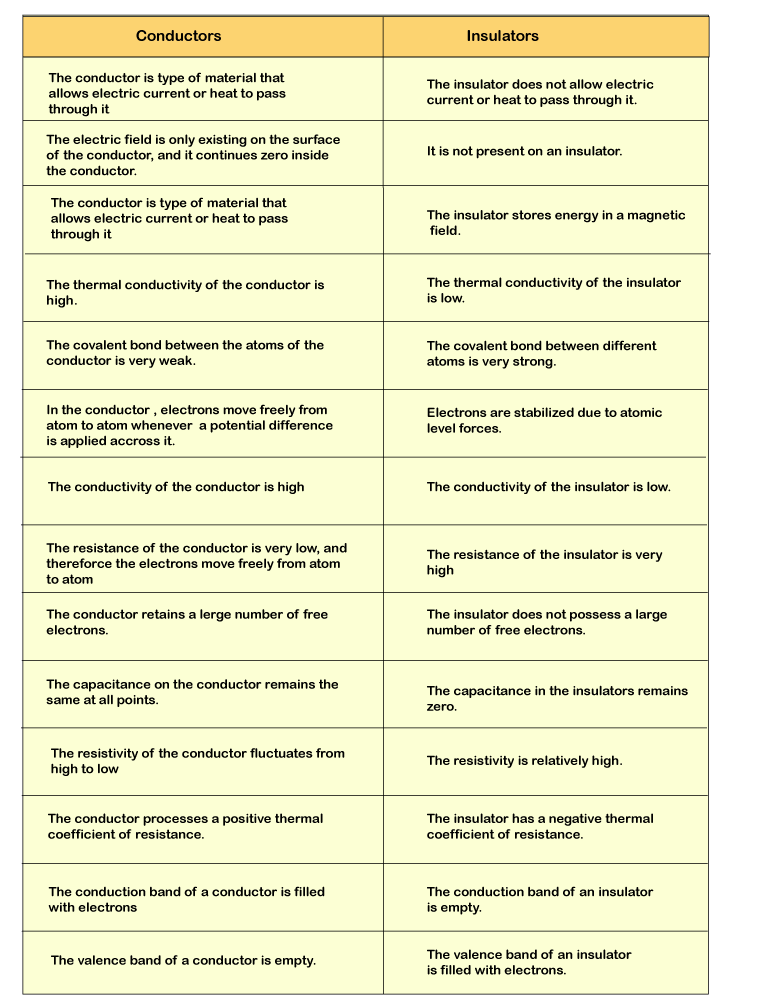 Conductors
Insulators
The conductor is type of material that
allows electric current or heat to pass
through it
The insulator does not allow electric
current or heat to pass through it.
The electric field is only existing on the surface
of the conductor, and it continues zero inside
the conductor.
It is not present on an insulator.
The conductor is type of material that
allows electric current or heat to pass
through it
The insulator stores energy in a magnetic
field.
The thermal conductivity of the conductor is
high.
The thermal conductivity of the insulator
is low.
The covalent bond between the atoms of the
conductor is very weak.
The covalent bond between different
atoms is very strong.
In the conductor , electrons move freely from
atom to atom whenever a potential difference
is applied accross it.
Electrons are stabilized due to atomic
level forces.
The conductivity of the conductor is high
The conductivity of the insulator is low.
The resistance of the conductor is very low, and
thereforce the electrons move freely from atom
to atom
The resistance of the insulator is very
high
The conductor retains a lerge number of free
electrons.
The insulator does not possess a large
number of free electrons.
The capacitance on the conductor remains the
same at all points.
The capacitance in the insulators remains
zero.
The resistivity of the conductor fluctuates from
high to low
The resistivity is relatively high.
The conductor processes a positive thermal
coefficient of resistance.
The insulator has a negative thermal
coefficient of resistance.
The conduction band of a conductor is filled
with electrons
The conduction band of an insulator
is empty.
The valence band of a conductor is empty.
The valence band of an insulator
is filled with electrons.